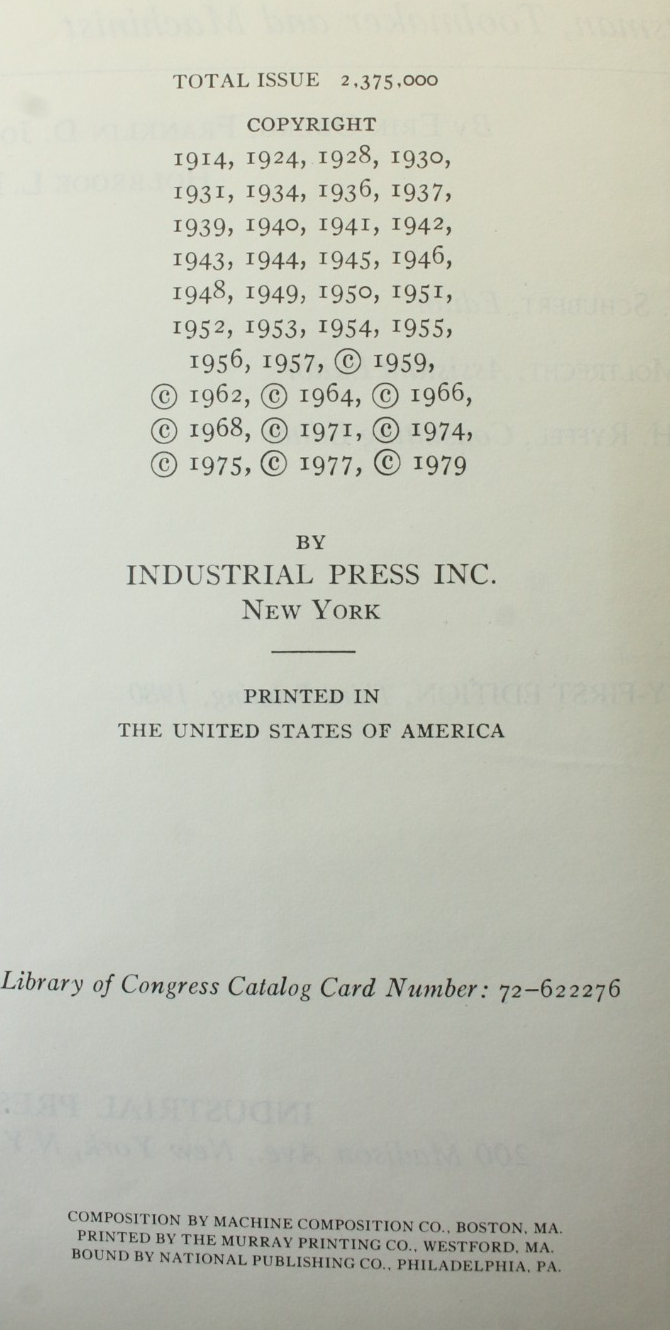 TOTAL ISSUE 2,375,000
COPYRIGHT
1914, 1924, 1928, 1930,
1931, 1934, 1936, 1937,
1939, 1940, 1941, 1942,
1943, 1944, 1945, 1946,
1948, 1949, 1950, 1951,
1952, 1953, 1954, 1955,
1956, 1957, © 1959,
© 1962, © 1964, © 1966,
© 1968, © 1971, © 1974,
© 1975, © 1977, © 1979
BY
INDUSTRIAL PRESS INC.
NEW YORK
PRINTED IN
THE UNITED STATES OF AMERICA
Library of Congress Catalog Card Number: 72–622276
COMPOSITION BY MACHINE COMPOSITION CO., BOSTON, MA.
PRINTED BY THE MURRAY PRINTING CO., WESTFORD, MA.
BOUND BY NATIONAL PUBLISHING CO., PHILADELPHIA, PA.